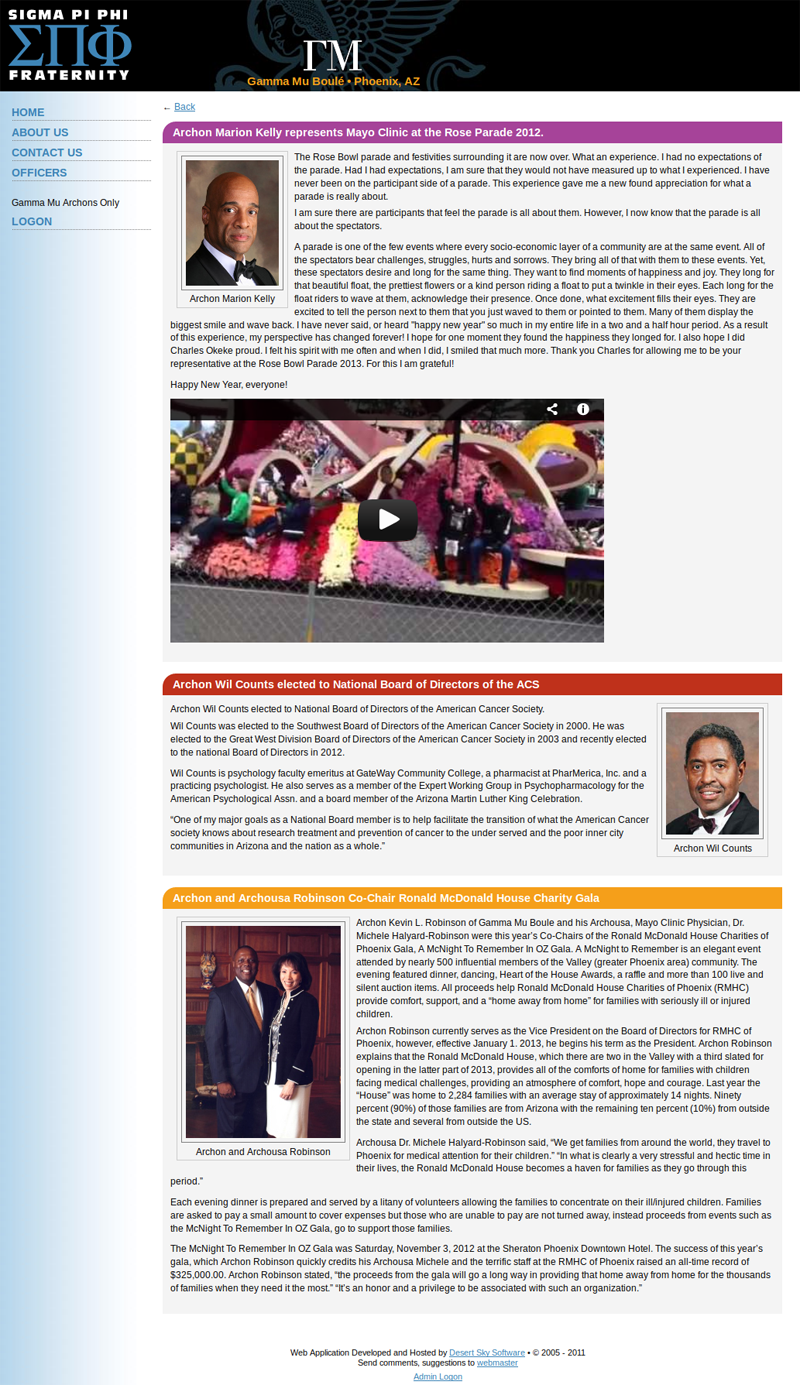 SIGMA PI PHI
ΣΠΦ
FRATERNITY
ΓΜ
Gamma Mu Boulé • Phoenix, AZ
HOME
ABOUT US
CONTACT US
OFFICERS
Gamma Mu Archons Only
LOGON
← Back
Archon Marion Kelly represents Mayo Clinic at the Rose Parade 2012.
Archon Marion Kelly
The Rose Bowl parade and festivities surrounding it are now over. What an experience. I had no expectations of
the parade. Had I had expectations, I am sure that they would not have measured up to what I experienced. I have
never been on the participant side of a parade. This experience gave me a new found appreciation for what a
parade is really about.
I am sure there are participants that feel the parade is all about them. However, I now know that the parade is all
about the spectators.
A parade is one of the few events where every socio-economic layer of a community are at the same event. All of
the spectators bear challenges, struggles, hurts and sorrows. They bring all of that with them to these events. Yet,
these spectators desire and long for the same thing. They want to find moments of happiness and joy. They long for
that beautiful float, the prettiest flowers or a kind person riding a float to put a twinkle in their eyes. Each long for the
float riders to wave at them, acknowledge their presence. Once done, what excitement fills their eyes. They are
excited to tell the person next to them that you just waved to them or pointed to them. Many of them display the
biggest smile and wave back. I have never said, or heard "happy new year" so much in my entire life in a two and a half hour period. As a result
of this experience, my perspective has changed forever! I hope for one moment they found the happiness they longed for. I also hope I did
Charles Okeke proud. I felt his spirit with me often and when I did, I smiled that much more. Thank you Charles for allowing me to be your
representative at the Rose Bowl Parade 2013. For this I am grateful!
Happy New Year, everyone!
Archon Wil Counts elected to National Board of Directors of the ACS
Archon Wil Counts elected to National Board of Directors of the American Cancer Society.
Wil Counts was elected to the Southwest Board of Directors of the American Cancer Society in 2000. He was
elected to the Great West Division Board of Directors of the American Cancer Society in 2003 and recently elected
to the national Board of Directors in 2012.
Wil Counts is psychology faculty emeritus at GateWay Community College, a pharmacist at PharMerica, Inc. and a
practicing psychologist. He also serves as a member of the Expert Working Group in Psychopharmacology for the
American Psychological Assn. and a board member of the Arizona Martin Luther King Celebration.
“One of my major goals as a National Board member is to help facilitate the transition of what the American Cancer
society knows about research treatment and prevention of cancer to the under served and the poor inner city
communities in Arizona and the nation as a whole.”
Archon Wil Counts
Archon and Archousa Robinson Co-Chair Ronald McDonald House Charity Gala
Archon and Archousa Robinson
Archon Kevin L. Robinson of Gamma Mu Boule and his Archousa, Mayo Clinic Physician, Dr.
Michele Halyard-Robinson were this year's Co-Chairs of the Ronald McDonald House Charities of
Phoenix Gala, A McNight To Remember In OZ Gala. A McNight to Remember is an elegant event
attended by nearly 500 influential members of the Valley (greater Phoenix area) community. The
evening featured dinner, dancing, Heart of the House Awards, a raffle and more than 100 live and
silent auction items. All proceeds help Ronald McDonald House Charities of Phoenix (RMHC)
provide comfort, support, and a “home away from home” for families with seriously ill or injured
children.
Archon Robinson currently serves as the Vice President on the Board of Directors for RMHC of
Phoenix, however, effective January 1. 2013, he begins his term as the President. Archon Robinson
explains that the Ronald McDonald House, which there are two in the Valley with a third slated for
opening in the latter part of 2013, provides all of the comforts of home for families with children
facing medical challenges, providing an atmosphere of comfort, hope and courage. Last year the
“House” was home to 2,284 families with an average stay of approximately 14 nights. Ninety
percent (90%) of those families are from Arizona with the remaining ten percent (10%) from outside
the state and several from outside the US.
Archousa Dr. Michele Halyard-Robinson said, “We get families from around the world, they travel to
Phoenix for medical attention for their children.” “In what is clearly a very stressful and hectic time in
their lives, the Ronald McDonald House becomes a haven for families as they go through this
period.”
Each evening dinner is prepared and served by a litany of volunteers allowing the families to concentrate on their ill/injured children. Families
are asked to pay a small amount to cover expenses but those who are unable to pay are not turned away, instead proceeds from events such as
the McNight To Remember In OZ Gala, go to support those families.
The McNight To Remember In OZ Gala was Saturday, November 3, 2012 at the Sheraton Phoenix Downtown Hotel. The success of this year's
gala, which Archon Robinson quickly credits his Archousa Michele and the terrific staff at the RMHC of Phoenix raised an all-time record of
$325,000.00. Archon Robinson stated, “the proceeds from the gala will go a long way in providing that home away from home for the thousands
of families when they need it the most.” “It's an honor and a privilege to be associated with such an organization.”
Web Application Developed and Hosted by Desert Sky Software • © 2005 - 2011
Send comments, suggestions to webmaster
Admin Logon